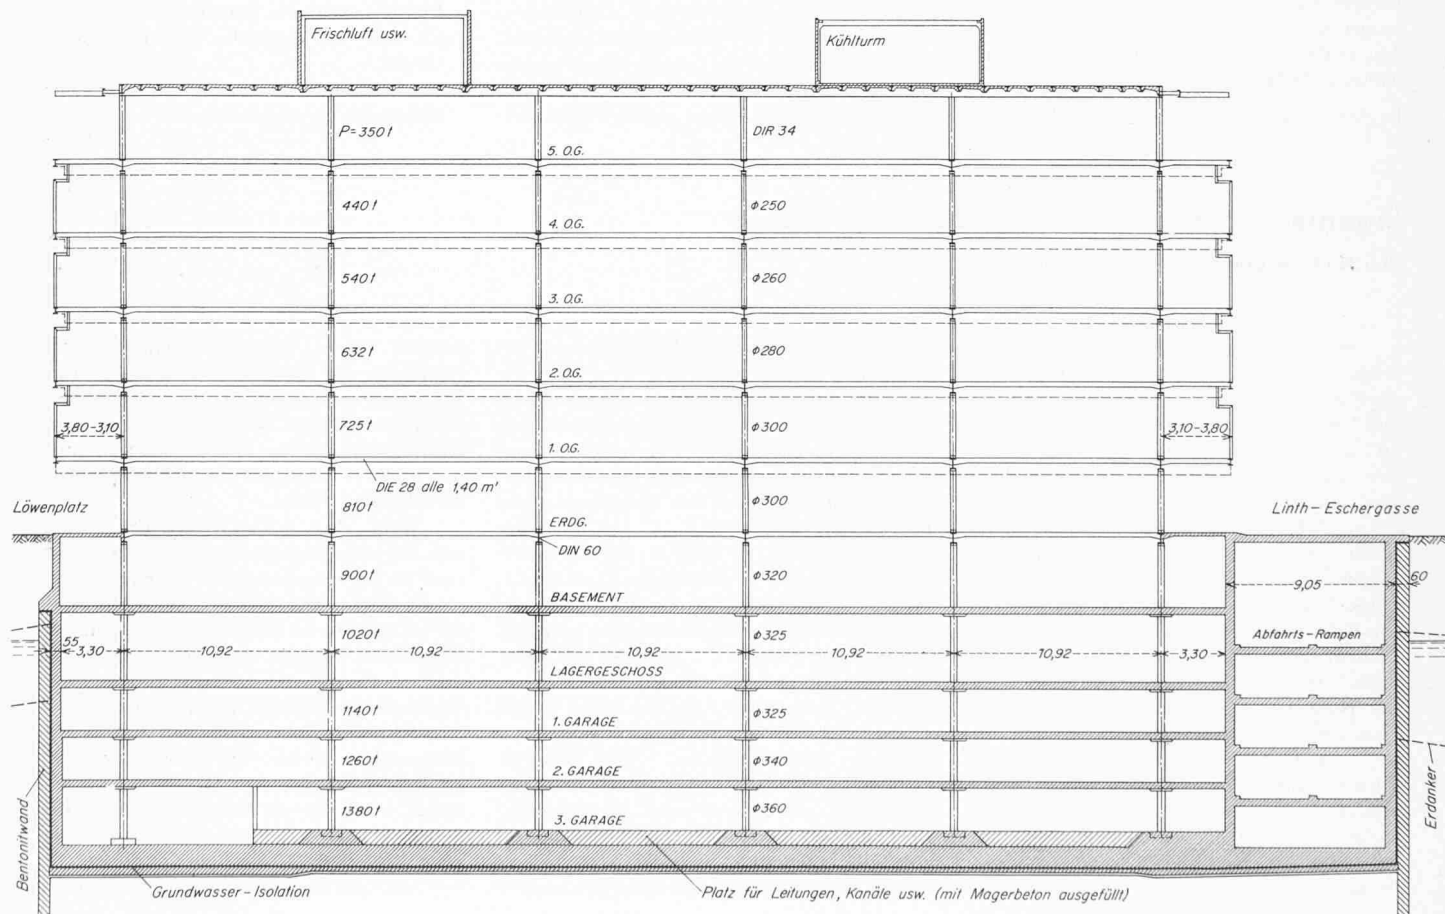 Frischluft usw.
Kühlturm
P=350t
DIR 34
5. O.G.
440t
ϕ250
4. O.G.
540t
ϕ260
3. O.G.
632t
ϕ280
2. O.G.
3,80-3,10
725t
ϕ300
3,10-3,80
1. O.G.
DIE 28 alle 1,40 m'
Löwenplatz
810t
ϕ300
Linth-Eschergasse
ERDG.
DIN 60
900t
ϕ320
9,05
60
BASEMENT
1020t
ϕ325
Abfahrts-Rampen
55
3,30
10,92
10,92
10,92
10,92
10,92
3,30
LAGERGESCHOSS
1140t
ϕ325
1. GARAGE
1260t
ϕ340
2. GARAGE
1380t
ϕ360
3. GARAGE
Bentonitwand
Erdanker
Grundwasser-Isolation
Platz für Leitungen, Kanäle usw. (mit Magerbeton ausgefüllt)